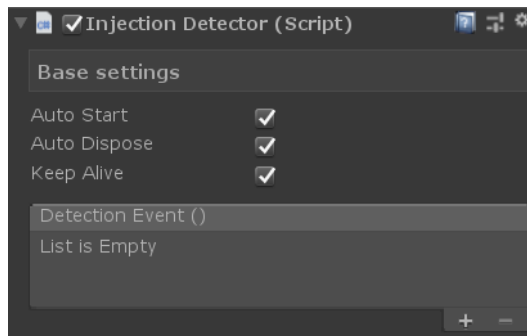 Injection Detector (Script)
Base settings
Auto Start
Auto Dispose
Keep Alive
Detection Event ()
List is Empty